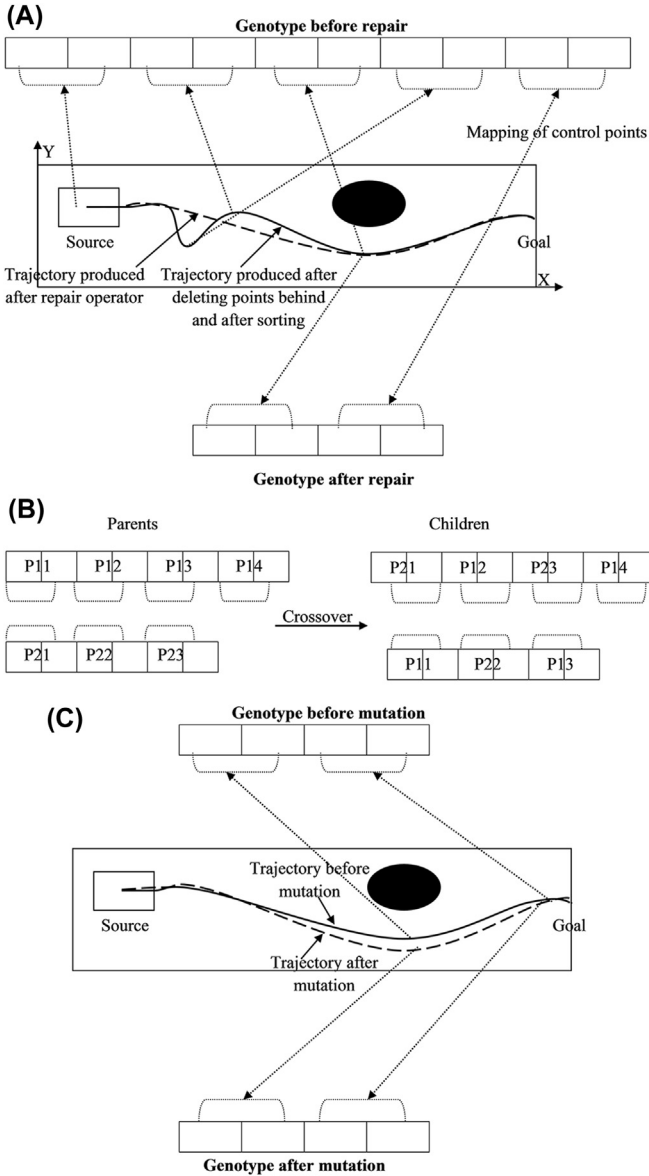 (A)
Genotype before repair
Mapping of control points
Y
Source
Goal
Trajectory produced
after repair operator
Trajectory produced after
deleting points behind
and after sorting
X
Genotype after repair
(B)
Parents
Children
P11 P12 P13 P14
P21 P12 P23 P14
Crossover
P21 P22 P23
P11 P22 P13
(C)
Genotype before mutation
Trajectory before
mutation
Source
Goal
Trajectory after
mutation
Genotype after mutation